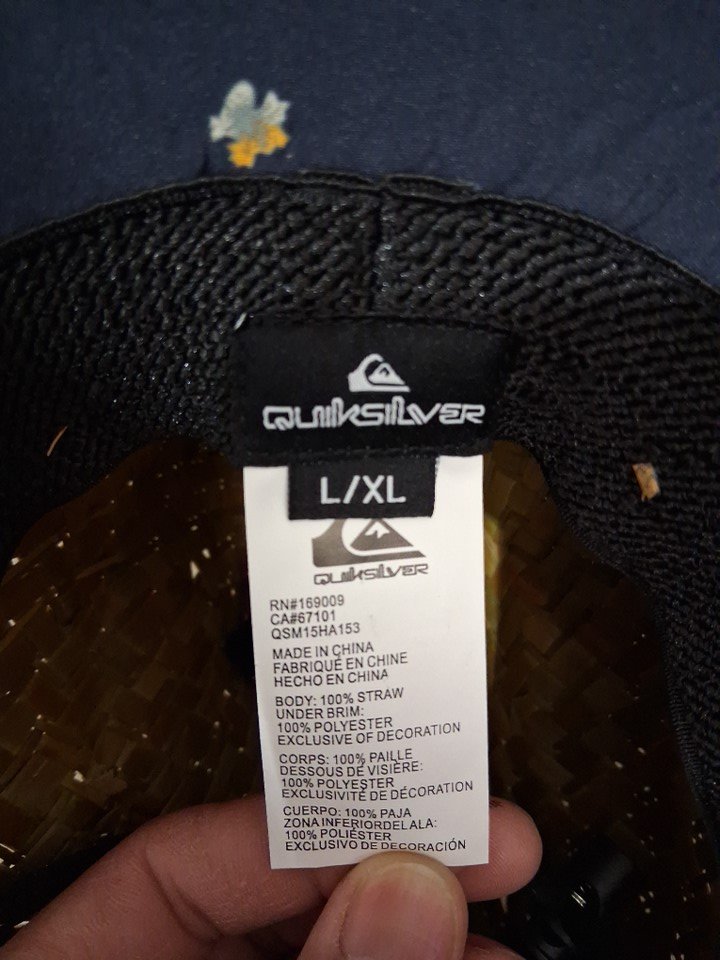 QUIKSILVER
L/XL
QUIKSILVER
RN#169009
CA#67101
QSM15HA153
MADE IN CHINA
FABRIQUÉ EN CHINE
HECHO EN CHINA
BODY: 100% STRAW
UNDER BRIM:
100% POLYESTER
EXCLUSIVE OF DECORATION
CORPS: 100% PAILLE
DESSOUS DE VISIÈRE:
100% POLYESTER
EXCLUSIVITÉ DE DÉCORATION
CUERPO: 100% PAJA
ZONA INFERIORDELALA:
100% POLIÉSTER
EXCLUSIVO DE DECORACIÓN